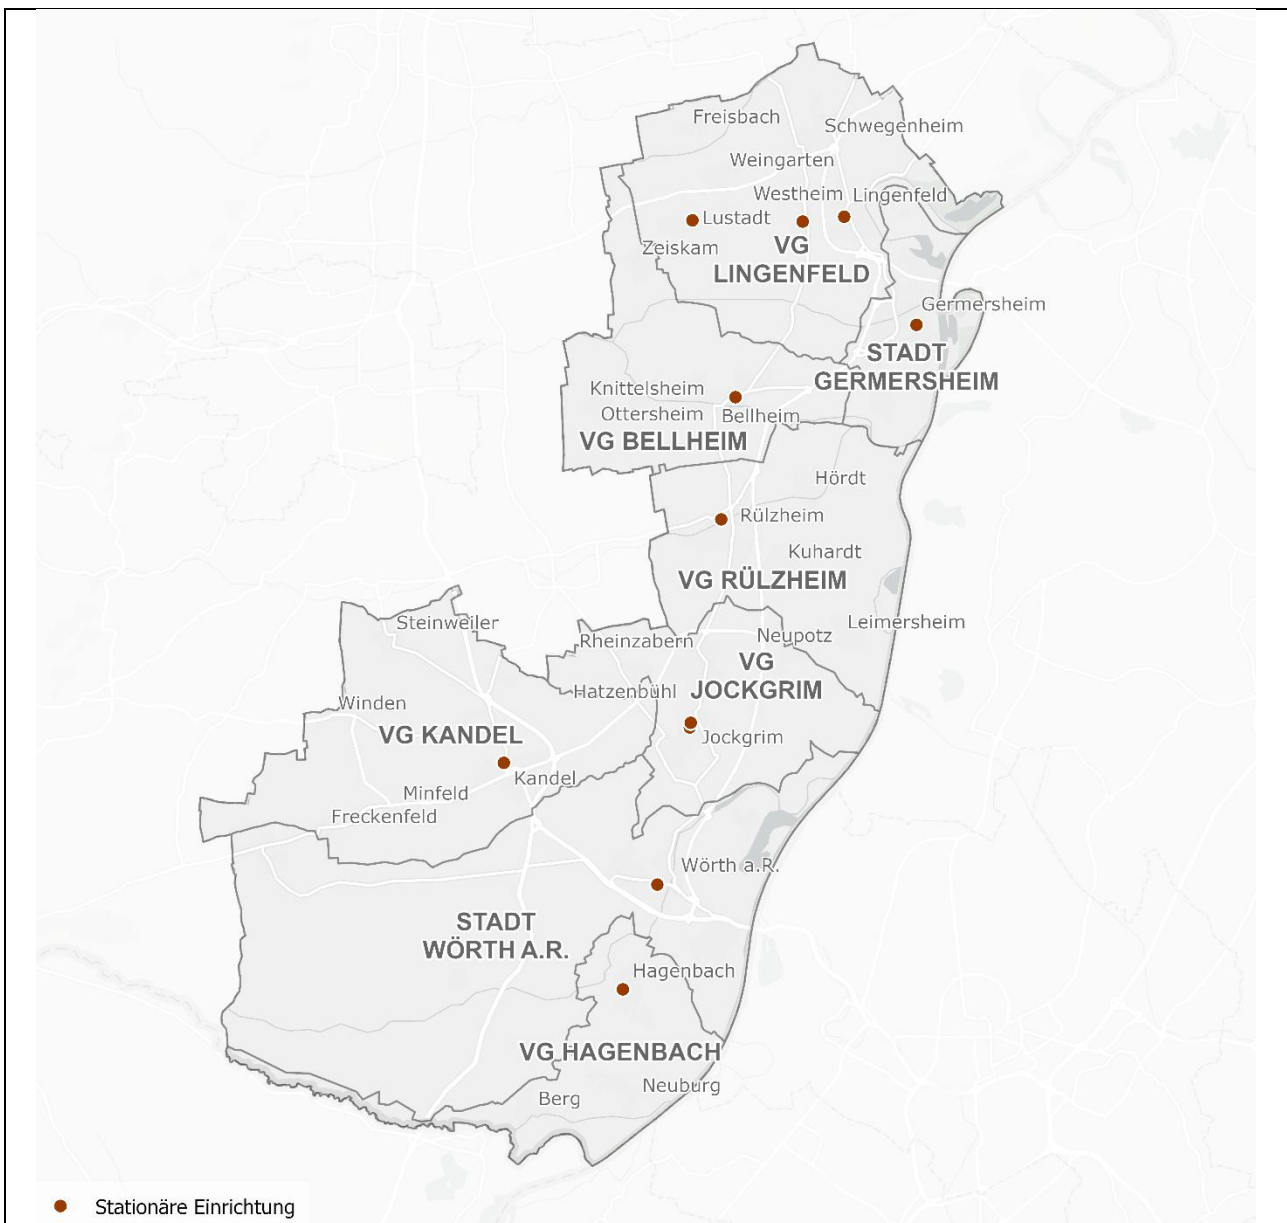 Freisbach
Schwegenheim
Weingarten
Westheim
Lingenfeld
Lustadt
Zeiskam
VG
LINGENFELD
Germersheim
STADT
GERMERSHEIM
Knittelsheim
Ottersheim
Bellheim
VG BELLHEIM
Hördt
Rülzheim
Kuhardt
VG RÜLZHEIM
Leimersheim
Steinweiler
Rheinzabern
Neupotz
VG
JOCKGRIM
Hatzenbühl
Winden
VG KANDEL
Jockgrim
Kandel
Minfeld
Freckenfeld
Wörth a.R.
STADT
WÖRTH A.R.
Hagenbach
VG HAGENBACH
Neuburg
Berg
Stationäre Einrichtung